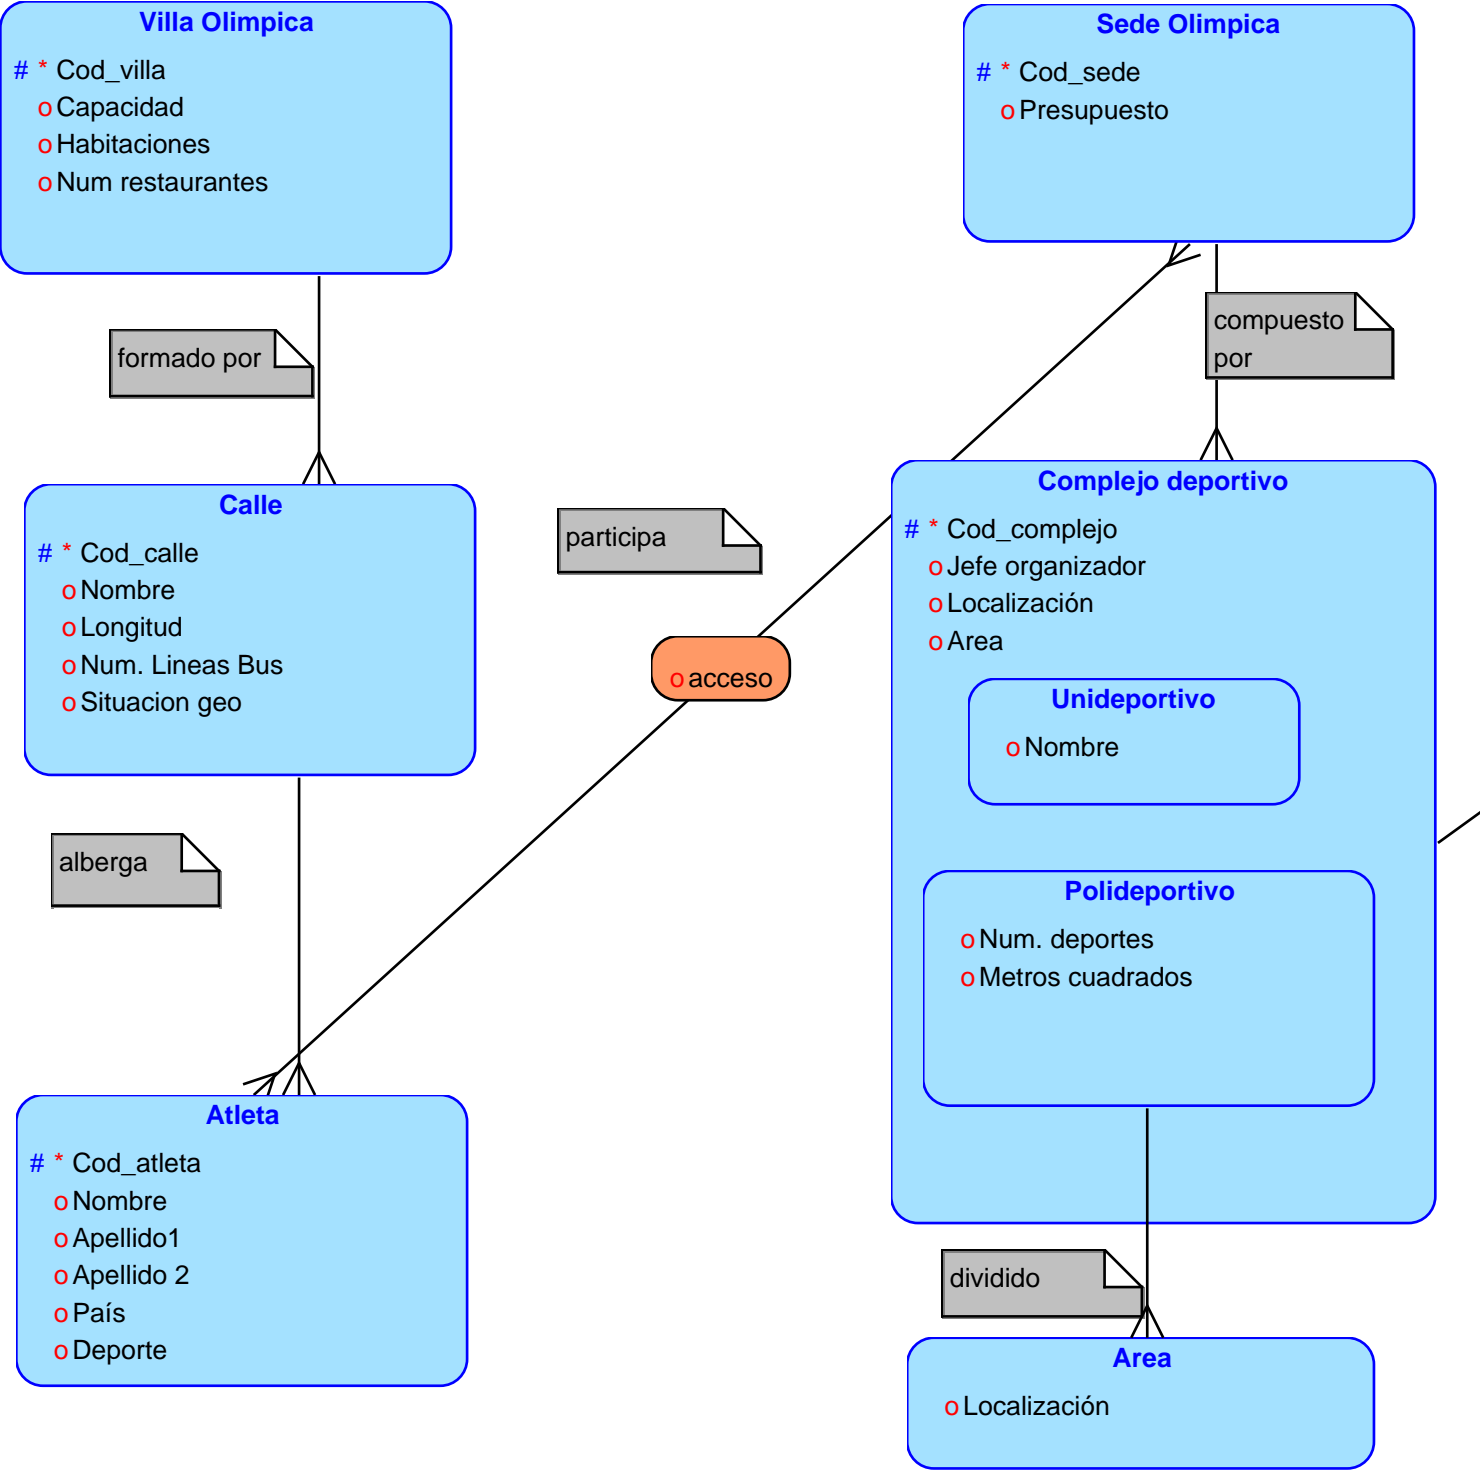 Villa Olimpica
# * Cod_villa
o Capacidad
o Habitaciones
o Num restaurantes
Sede Olimpica
# * Cod_sede
o Presupuesto
formado por
compuesto
por
Calle
# * Cod_calle
o Nombre
o Longitud
o Num. Lineas Bus
o Situacion geo
participa
o acceso
Complejo deportivo
# * Cod_complejo
o Jefe organizador
o Localización
o Area
Unideportivo
o Nombre
Polideportivo
o Num. deportes
o Metros cuadrados
alberga
Atleta
# * Cod_atleta
o Nombre
o Apellido1
o Apellido 2
o País
o Deporte
dividido
Area
o Localización